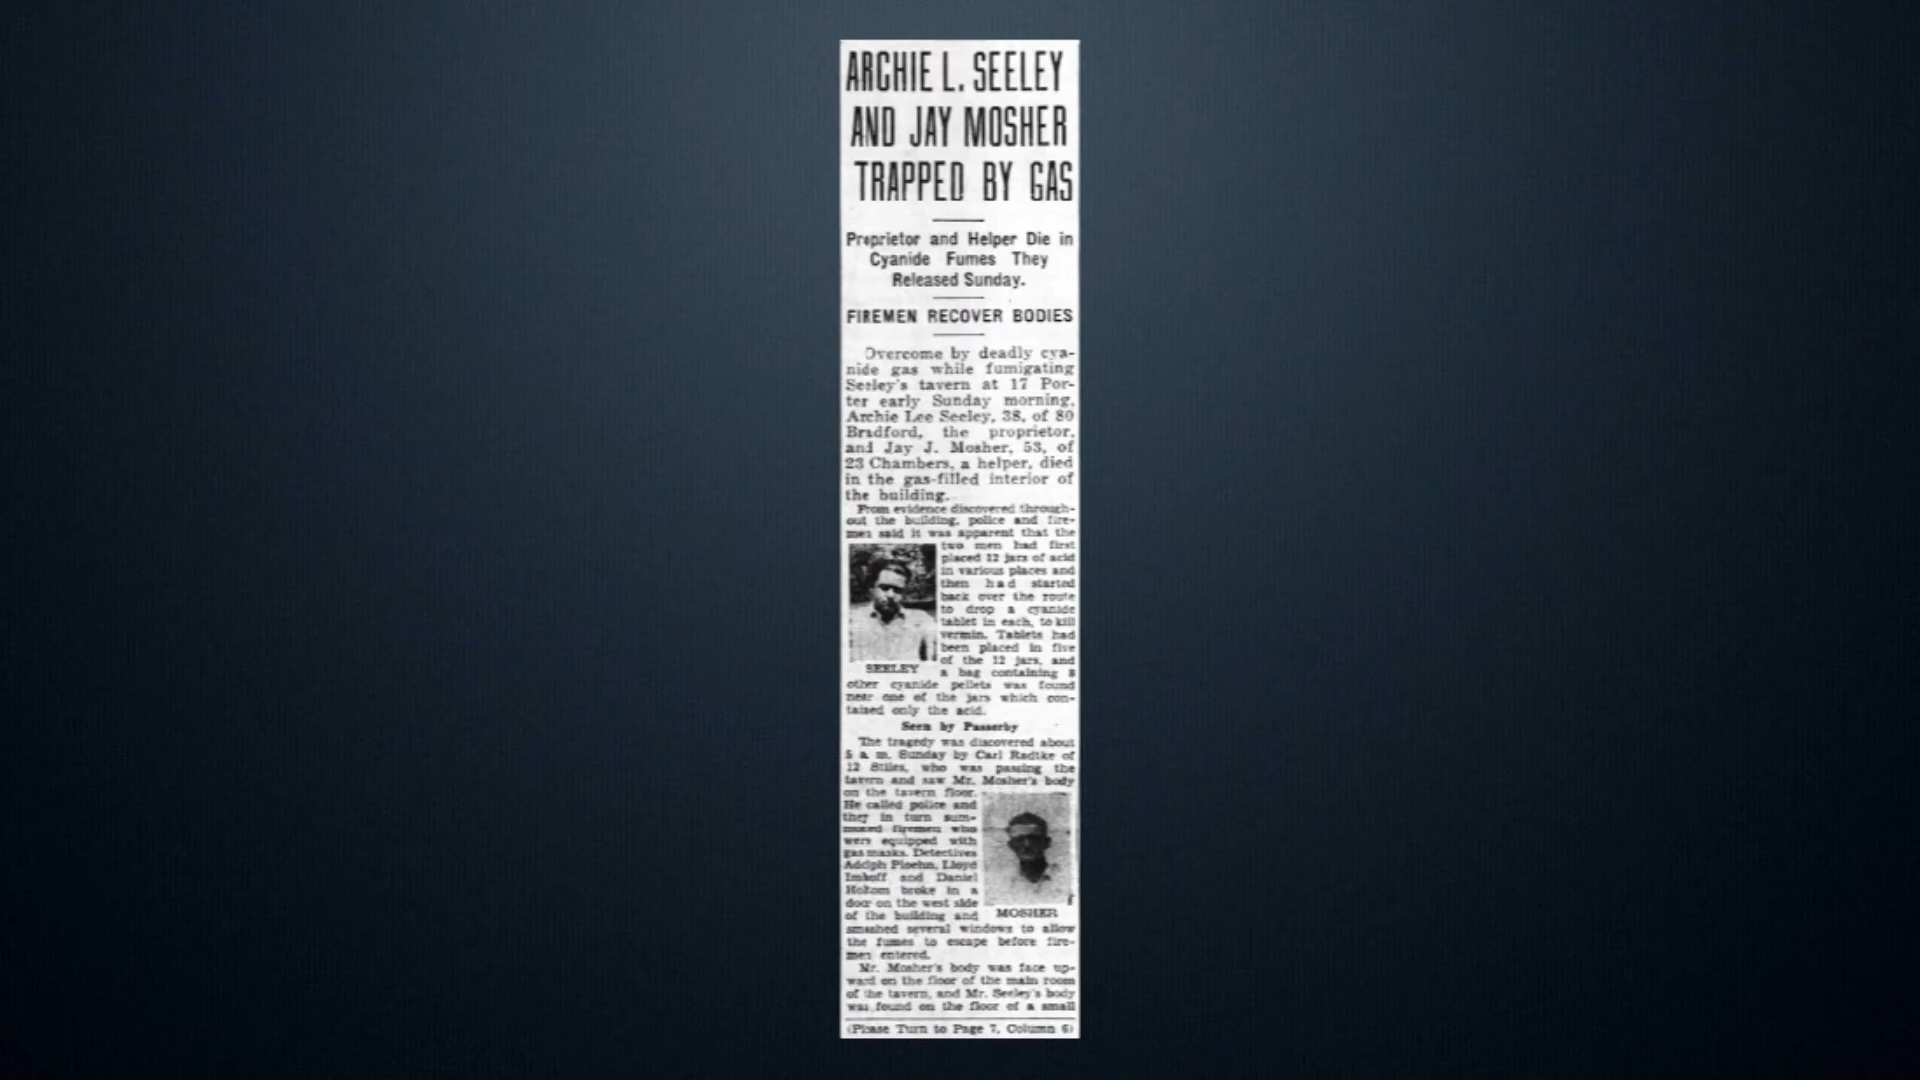 ARCHIE L. SEELEY
AND JAY MOSHER
TRAPPED BY GAS
Proprietor and Helper Die in
Cyanide Fumes They
Released Sunday.
FIREMEN RECOVER BODIES
Overcome by deadly cya-
nide gas while fumigating
Seeley's tavern at 17 Por-
ter early Sunday morning,
Archie Lee Seeley, 38, of 80
Bradford, the proprietor,
and Jay J. Mosher, 53, of
23 Chambers, a helper, died
in the gas-filled interior of
the building.
From evidence discovered through-
out the building, police and fire-
men said it was apparent that the
two men had first
placed 12 jars of acid
in various places and
then had started
back over the route
to drop a cyanide
tablet in each, to kill
vermin. Tablets had
been placed in five
of the 12 jars, and
a bag containing 8
SEELEY
other cyanide pellets was found
near one of the jars which con-
tained only the acid.
Seen by Passerby
The tragedy was discovered about
5 a. m. Sunday by Carl Radtke of
12 Stiles, who was passing the
tavern and saw Mr. Mosher's body
on the tavern floor.
He called police and
they in turn sum-
moned firemen who
were equipped with
gas masks. Detectives
Adolph Ploehn, Lloyd
Imhoff and Daniel
Holtom broke in a
door on the west side
of the building and
MOSHER
smashed several windows to allow
the fumes to escape before fire-
men entered.
Mr. Mosher's body was face up-
ward on the floor of the main room
of the tavern, and Mr. Seeley's body
was found on the floor of a small
(Please Turn to Page 7, Column 6)